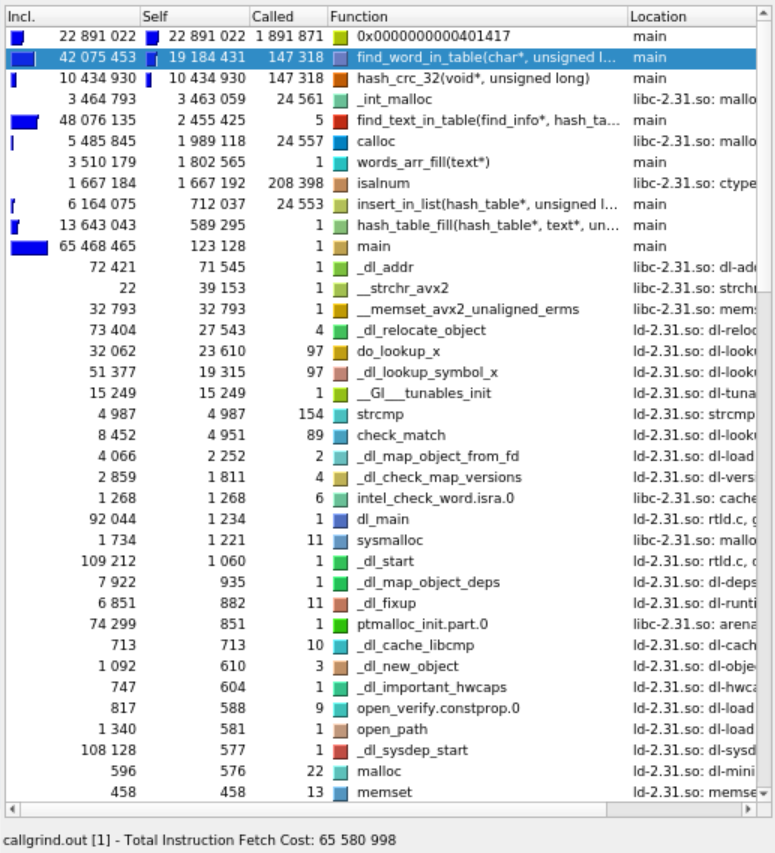 Incl. Self Called Function Location
22 891 022 22 891 022 1 891 871 0x0000000000401417 main
42 075 453 19 184 431 147 318 find_word_in_table(char*, unsigned l... main
10 434 930 10 434 930 147 318 hash_crc_32(void*, unsigned long) main
3 464 793 3 463 059 24 561 _int_malloc libc-2.31.so: mallo
48 076 135 2 455 425 5 find_text_in_table(find_info*, hash_ta... main
5 485 845 1 989 118 24 557 calloc libc-2.31.so: mallo
3 510 179 1 802 565 1 words_arr_fill(text*) main
1 667 184 1 667 192 208 398 isalnum libc-2.31.so: ctype
6 164 075 712 037 24 553 insert_in_list(hash_table*, unsigned l... main
13 643 043 589 295 1 hash_table_fill(hash_table*, text*, un... main
65 468 465 123 128 1 main main
72 421 71 545 1 _dl_addr libc-2.31.so: dl-ad
22 39 153 1 __strchr_avx2 libc-2.31.so: strchr
32 793 32 793 1 __memset_avx2_unaligned_erms libc-2.31.so: mems
73 404 27 543 4 _dl_relocate_object ld-2.31.so: dl-reloc
32 062 23 610 97 do_lookup_x ld-2.31.so: dl-look
51 377 19 315 97 _dl_lookup_symbol_x ld-2.31.so: dl-look
15 249 15 249 1 __GI___tunables_init ld-2.31.so: dl-tuna
4 987 4 987 154 strcmp ld-2.31.so: strcmp
8 452 4 951 89 check_match ld-2.31.so: dl-look
4 066 2 252 2 _dl_map_object_from_fd ld-2.31.so: dl-load
2 859 1 811 4 _dl_check_map_versions ld-2.31.so: dl-vers
1 268 1 268 6 intel_check_word.isra.0 libc-2.31.so: cache
92 044 1 234 1 dl_main ld-2.31.so: rtld.c, g
1 734 1 221 11 sysmalloc libc-2.31.so: mallo
109 212 1 060 1 _dl_start ld-2.31.so: rtld.c, d
7 922 935 1 _dl_map_object_deps ld-2.31.so: dl-deps
6 851 882 11 _dl_fixup ld-2.31.so: dl-runti
74 299 851 1 ptmalloc_init.part.0 libc-2.31.so: arena
713 713 10 _dl_cache_libcmp ld-2.31.so: dl-cach
1 092 610 3 _dl_new_object ld-2.31.so: dl-obje
747 604 1 _dl_important_hwcaps ld-2.31.so: dl-hwca
817 588 9 open_verify.constprop.0 ld-2.31.so: dl-load
1 340 581 1 open_path ld-2.31.so: dl-load
108 128 577 1 _dl_sysdep_start ld-2.31.so: dl-sysd
596 576 22 malloc ld-2.31.so: dl-mini
458 458 13 memset ld-2.31.so: memse
callgrind.out [1] - Total Instruction Fetch Cost: 65 580 998